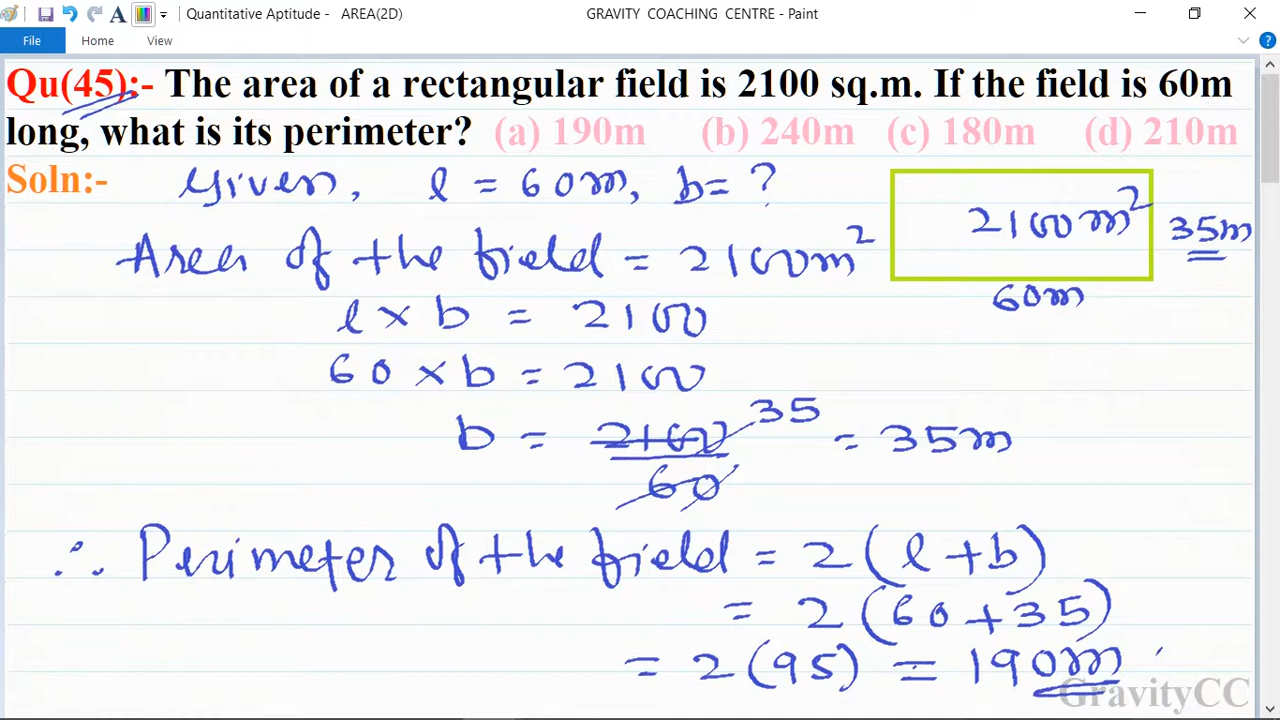 Quantitative Aptitude - AREA(2D) GRAVITY COACHING CENTRE - Paint
File Home View
Qu(45):- The area of a rectangular field is 2100 sq.m. If the field is 60m
long, what is its perimeter? (a) 190m (b) 240m (c) 180m (d) 210m
Soln:- Given, l = 60m, b= ?
2100m² 35m
60m
Area of the field = 2100m²
l × b = 2100
60 × b = 2100
b = 2100/60 35 = 35m
∴ Perimeter of the field = 2(l+b)
= 2(60+35)
= 2(95) = 190m
GravityCC